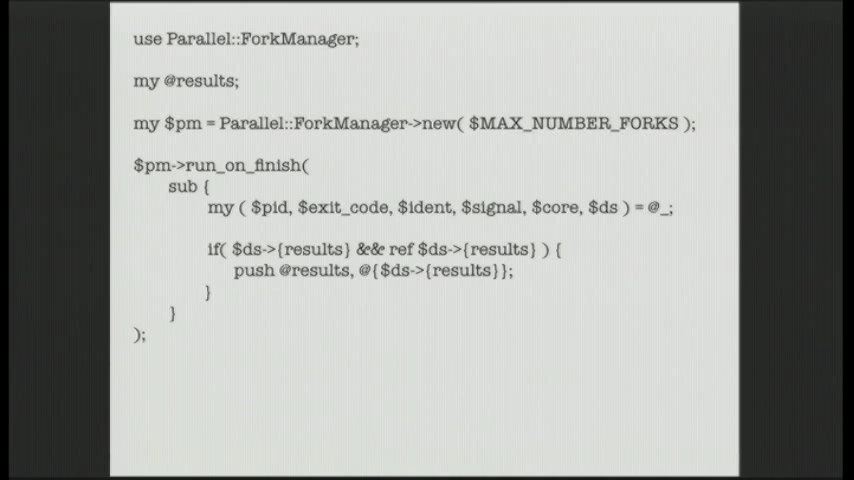 use Parallel::ForkManager;
my @results;
my $pm = Parallel::ForkManager->new( $MAX_NUMBER_FORKS );
$pm->run_on_finish(
sub {
my ( $pid, $exit_code, $ident, $signal, $core, $ds ) = @_;
if( $ds->{results} && ref $ds->{results} ) {
push @results, @{$ds->{results}};
}
}
);